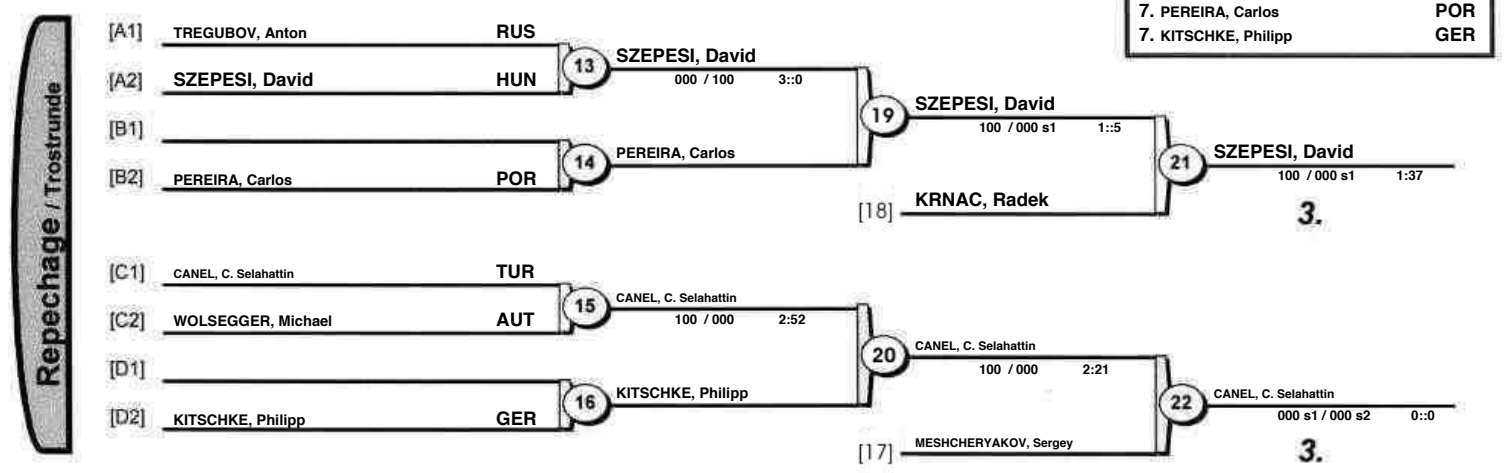 7. PEREIRA, Carlos POR
7. KITSCHKE, Philipp GER
Repechage / Trostrunde
[A1] TREGUBOV, Anton RUS
[A2] SZEPESI, David HUN
13
SZEPESI, David
000 / 100 3::0
[B1]
[B2] PEREIRA, Carlos POR
14
PEREIRA, Carlos
19
SZEPESI, David
100 / 000 s1 1::5
[18] KRNAC, Radek
21
SZEPESI, David
100 / 000 s1 1:37
3.
[C1] CANEL, C. Selahattin TUR
[C2] WOLSEGGER, Michael AUT
15
CANEL, C. Selahattin
100 / 000 2:52
[D1]
[D2] KITSCHKE, Philipp GER
16
KITSCHKE, Philipp
20
CANEL, C. Selahattin
100 / 000 2:21
[17] MESHCHERYAKOV, Sergey
22
CANEL, C. Selahattin
000 s1 / 000 s2 0::0
3.